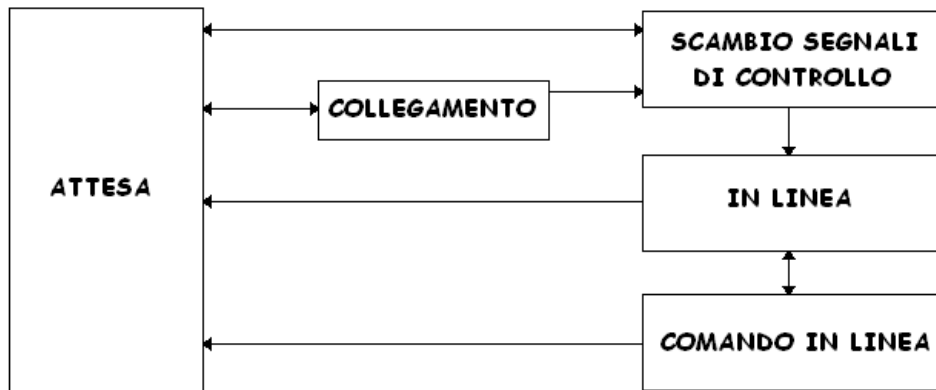 SCAMBIO SEGNALI
DI CONTROLLO
COLLEGAMENTO
ATTESA
IN LINEA
COMANDO IN LINEA